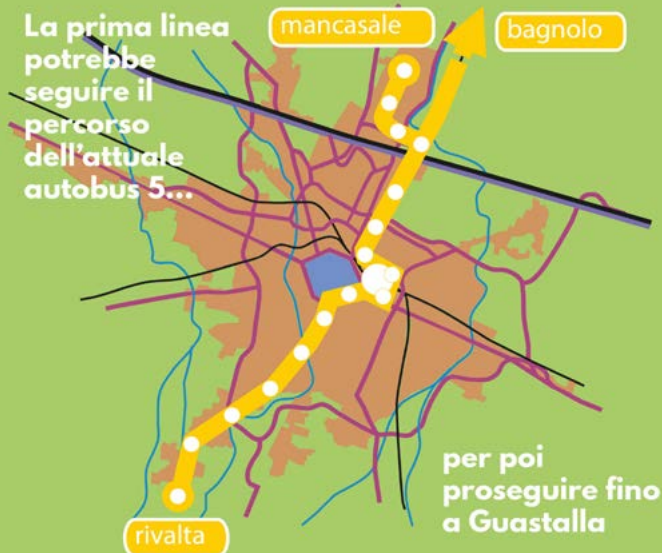 La prima linea
potrebbe
seguire il
percorso
dell'attuale
autobus 5...
mancasale
bagnolo
per poi
proseguire fino
a Guastalla
rivalta